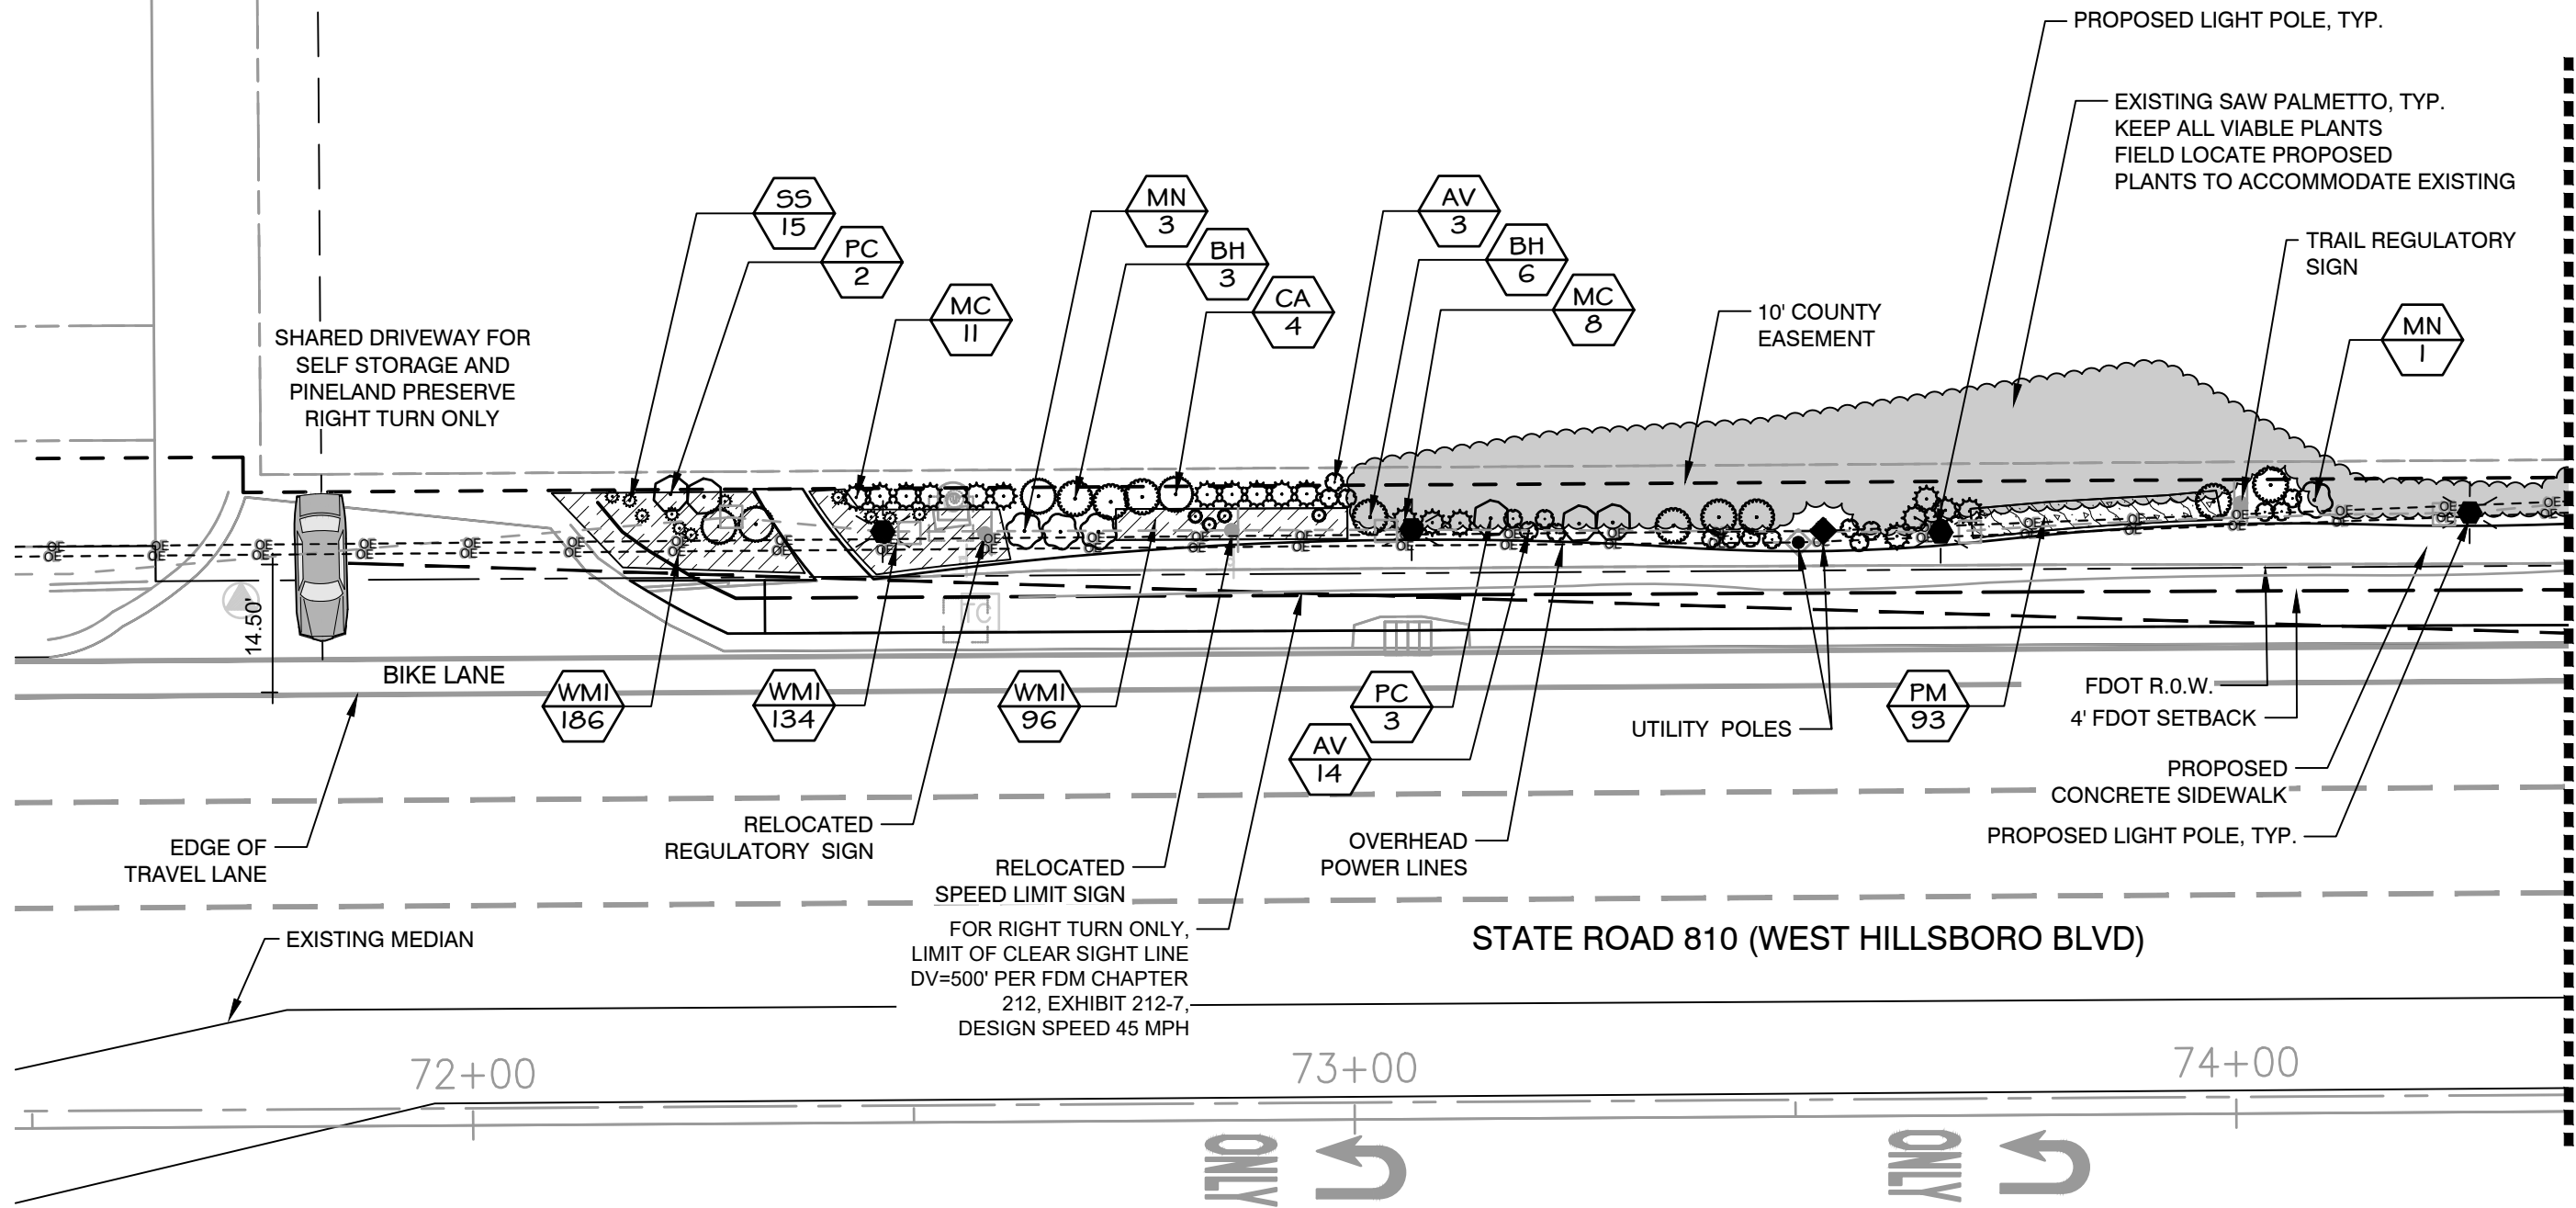 PROPOSED LIGHT POLE, TYP.
EXISTING SAW PALMETTO, TYP.
KEEP ALL VIABLE PLANTS
FIELD LOCATE PROPOSED
PLANTS TO ACCOMMODATE EXISTING
SS
15
PC
2
MC
11
MN
3
BH
3
CA
4
AV
3
BH
6
MC
8
10' COUNTY
EASEMENT
TRAIL REGULATORY
SIGN
MN
1
SHARED DRIVEWAY FOR
SELF STORAGE AND
PINELAND PRESERVE
RIGHT TURN ONLY
14.50'
TC
BIKE LANE
WMI
186
WMI
134
WMI
96
PC
3
AV
14
UTILITY POLES
PM
93
FDOT R.O.W.
4' FDOT SETBACK
PROPOSED
CONCRETE SIDEWALK
PROPOSED LIGHT POLE, TYP.
EDGE OF
TRAVEL LANE
RELOCATED
REGULATORY SIGN
RELOCATED
SPEED LIMIT SIGN
OVERHEAD
POWER LINES
FOR RIGHT TURN ONLY,
LIMIT OF CLEAR SIGHT LINE
DV=500' PER FDM CHAPTER
212, EXHIBIT 212-7,
DESIGN SPEED 45 MPH
EXISTING MEDIAN
STATE ROAD 810 (WEST HILLSBORO BLVD)
72+00
73+00
74+00
ONLY
ONLY